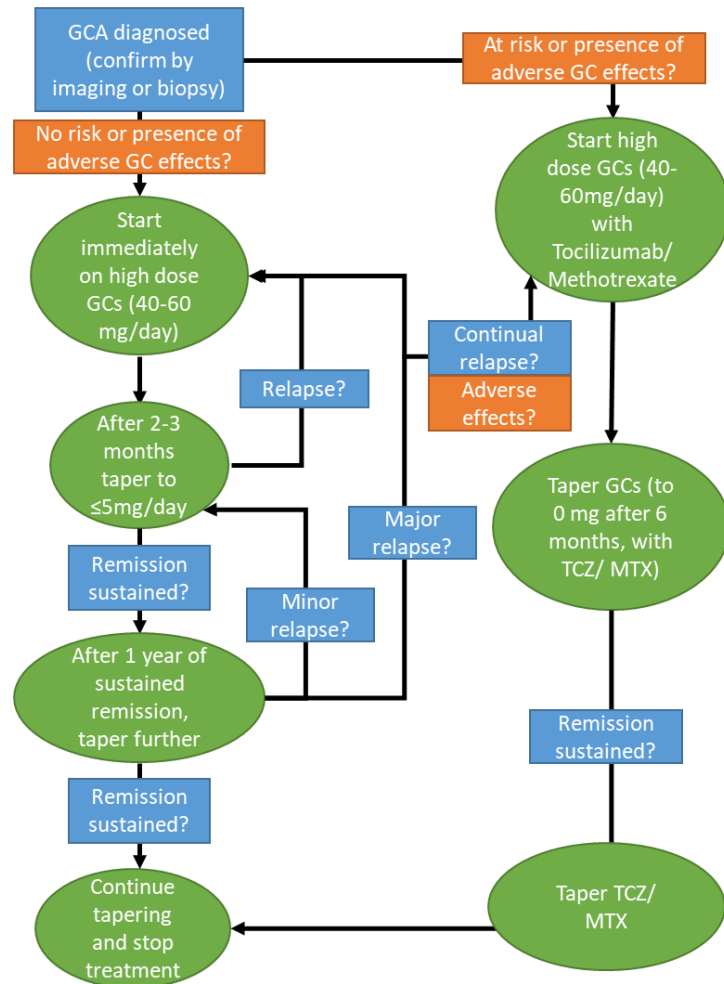 GCA diagnosed
(confirm by
imaging or biopsy)
At risk or presence of
adverse GC effects?
No risk or presence of
adverse GC effects?
Start
immediately
on high dose
GCs (40-60
mg/day)
Start high
dose GCs (40-
60mg/day)
with
Tocilizumab/
Methotrexate
Continual
relapse?
Adverse
effects?
Relapse?
After 2-3
months
taper to
≤5mg/day
Taper GCs (to
0 mg after 6
months, with
TCZ/ MTX)
Major
relapse?
Remission
sustained?
Minor
relapse?
After 1 year of
sustained
remission,
taper further
Remission
sustained?
Remission
sustained?
Continue
tapering
and stop
treatment
Taper TCZ/
MTX